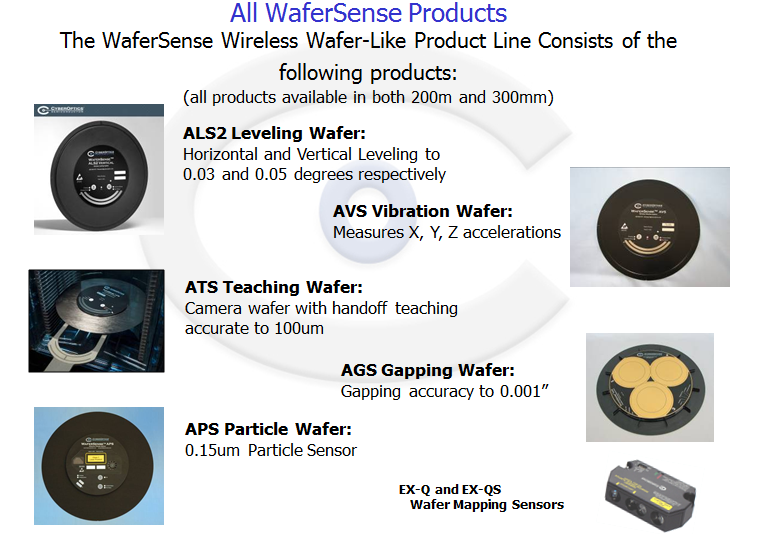 All WaferSense Products
The WaferSense Wireless Wafer-Like Product Line Consists of the
following products:
(all products available in both 200m and 300mm)
CYBEROPTICS
ALS2 Leveling Wafer:
Horizontal and Vertical Leveling to
0.03 and 0.05 degrees respectively
AVS Vibration Wafer:
Measures X, Y, Z accelerations
ATS Teaching Wafer:
Camera wafer with handoff teaching
accurate to 100um
AGS Gapping Wafer:
Gapping accuracy to 0.001”
APS Particle Wafer:
0.15um Particle Sensor
EX-Q and EX-QS
Wafer Mapping Sensors